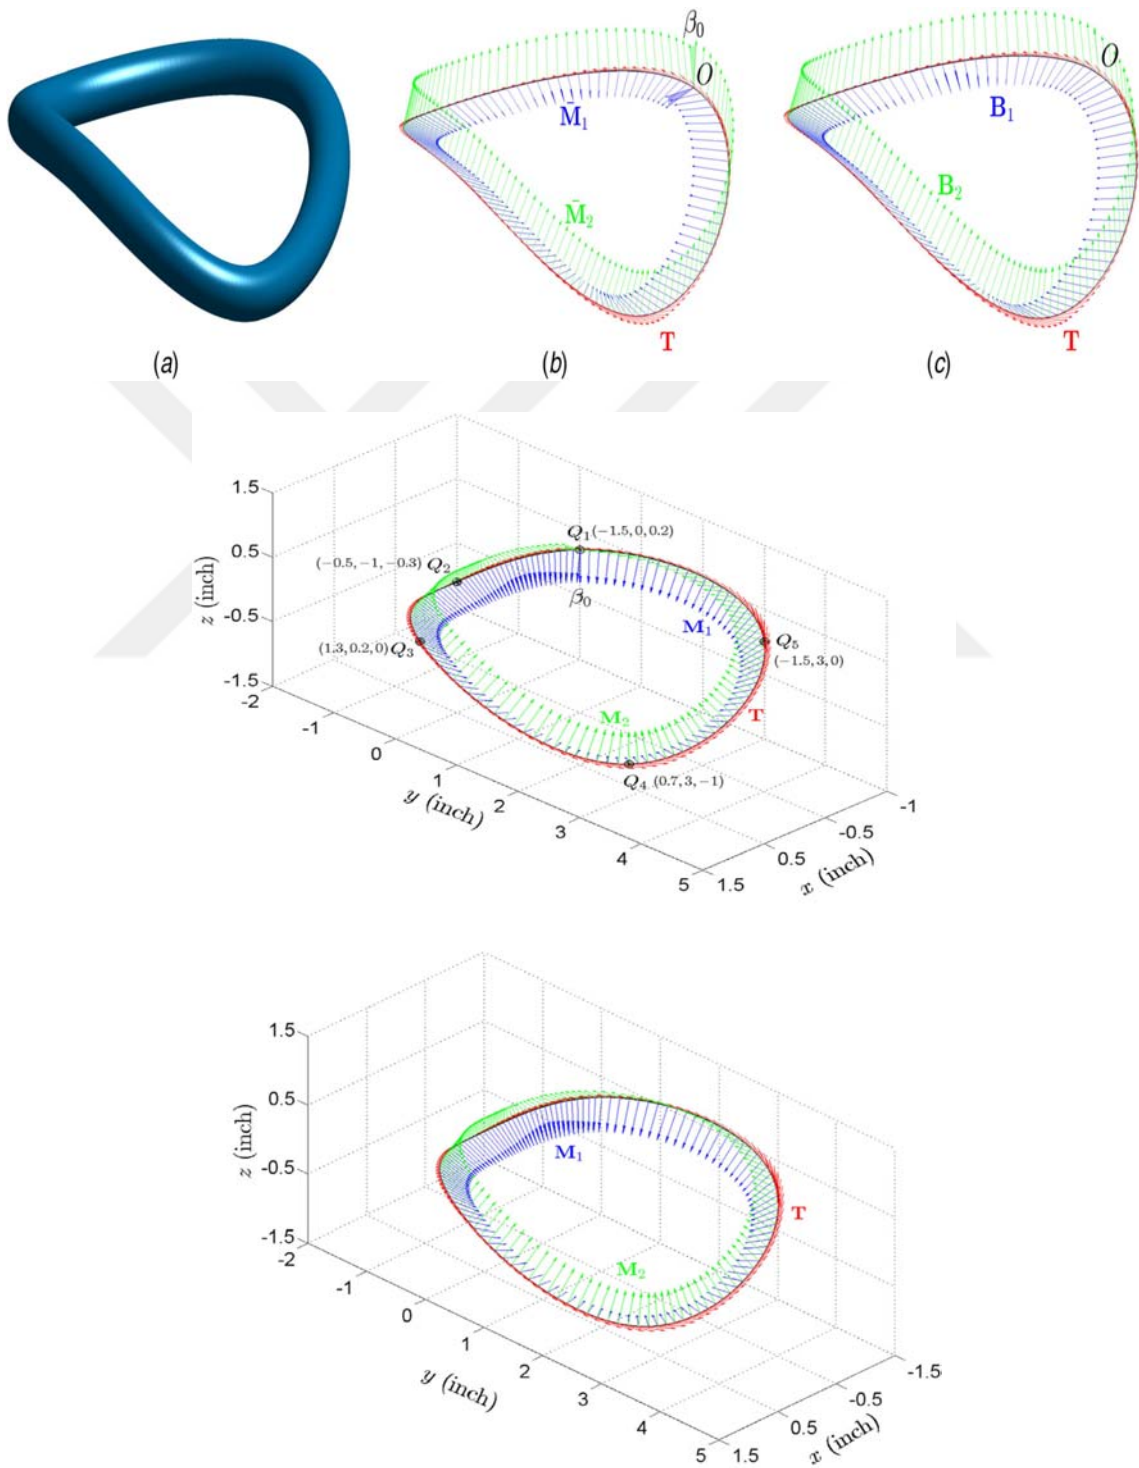 β₀
O
M̄₁
M̄₂
T
O
B₁
B₂
T
(a)
(b)
(c)
1.5
0.5
-0.5
-1.5
z (inch)
Q₁(−1.5, 0, 0.2)
(−0.5, −1, −0.3) Q₂
β₀
M₁
(1.3, 0.2, 0) Q₃
Q₅
(−1.5, 3, 0)
M₂
T
Q₄ (0.7, 3, −1)
-2
-1
0
1
2
3
4
5
y (inch)
-1
-0.5
0.5
1.5
x (inch)
1.5
0.5
-0.5
-1.5
z (inch)
M₁
T
M₂
-2
-1
0
1
2
3
4
5
y (inch)
-1.5
-0.5
0.5
1.5
x (inch)